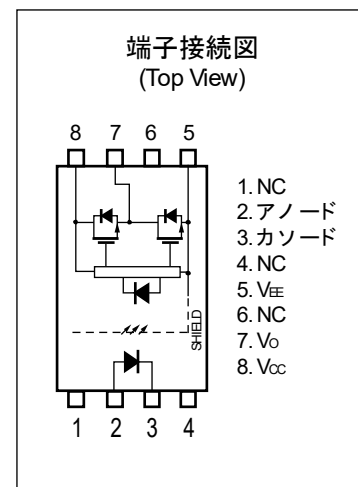 端子接続図
(Top View)
8 7 6 5
SHIELD
1 2 3 4
1. NC
2. アノード
3. カソード
4. NC
5. VEE
6. NC
7. VO
8. VCC